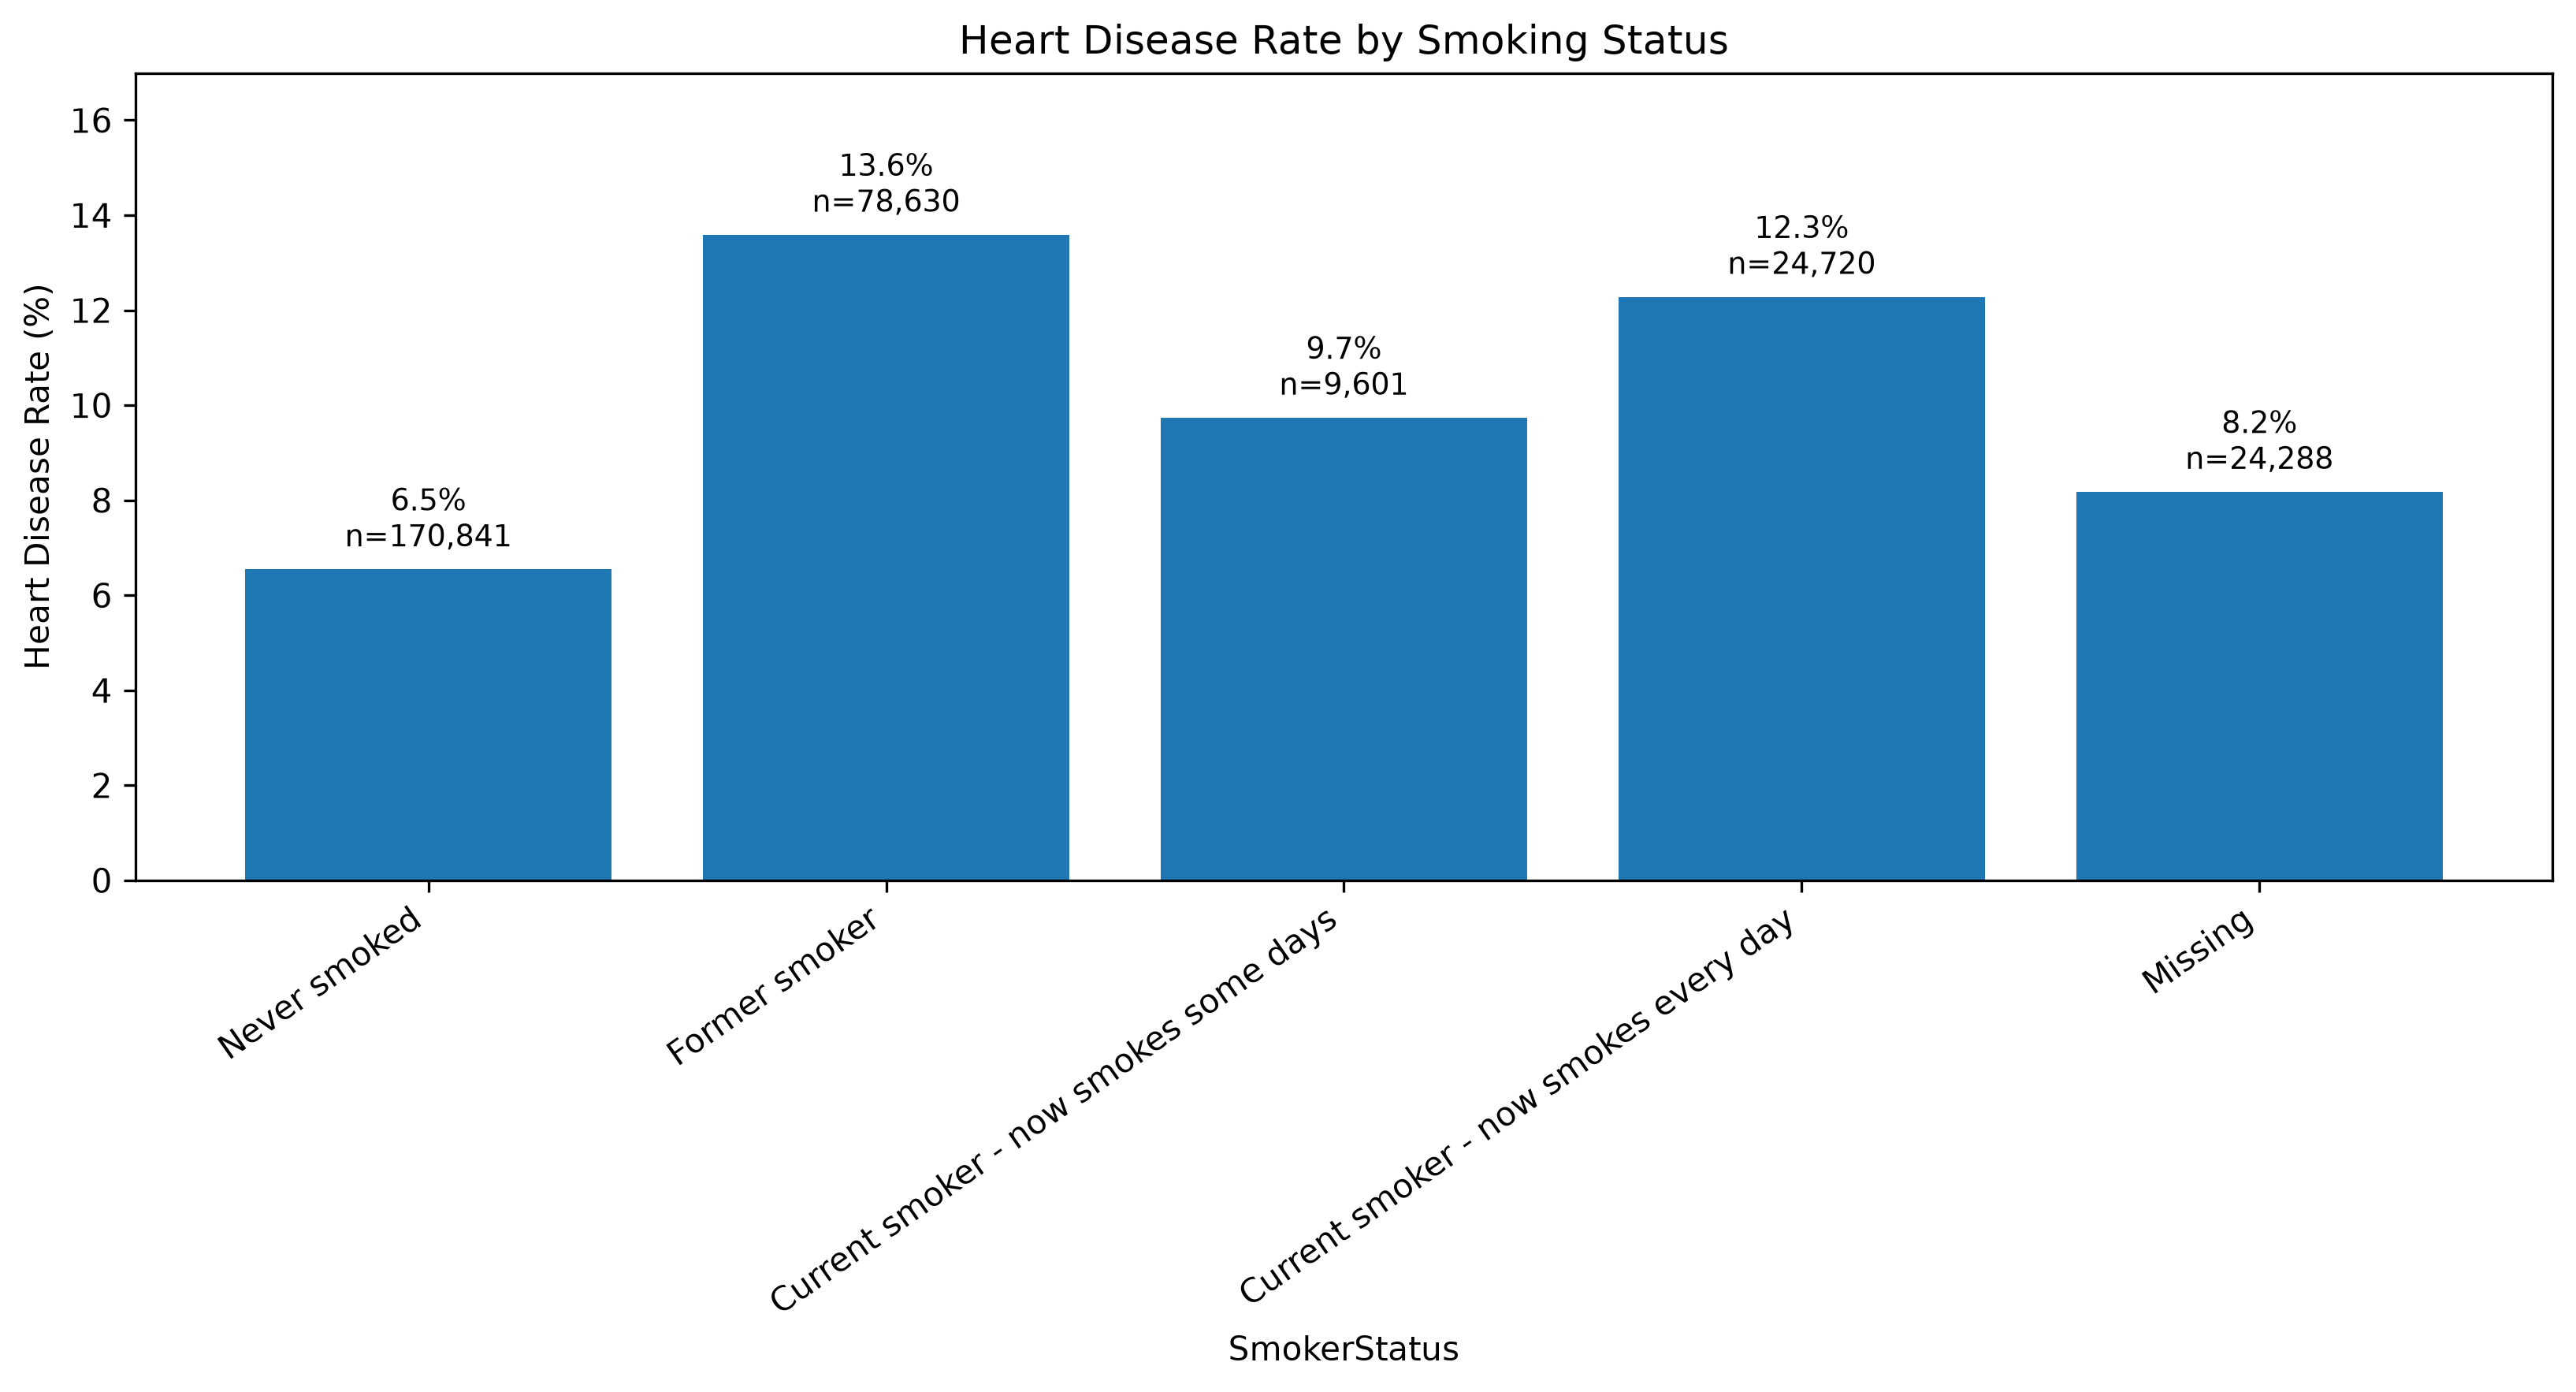 Heart Disease Rate by Smoking Status
Heart Disease Rate (%)
16
14
12
10
8
6
4
2
0
6.5%
n=170,841
13.6%
n=78,630
9.7%
n=9,601
12.3%
n=24,720
8.2%
n=24,288
Never smoked
Former smoker
Current smoker - now smokes some days
Current smoker - now smokes every day
Missing
SmokerStatus